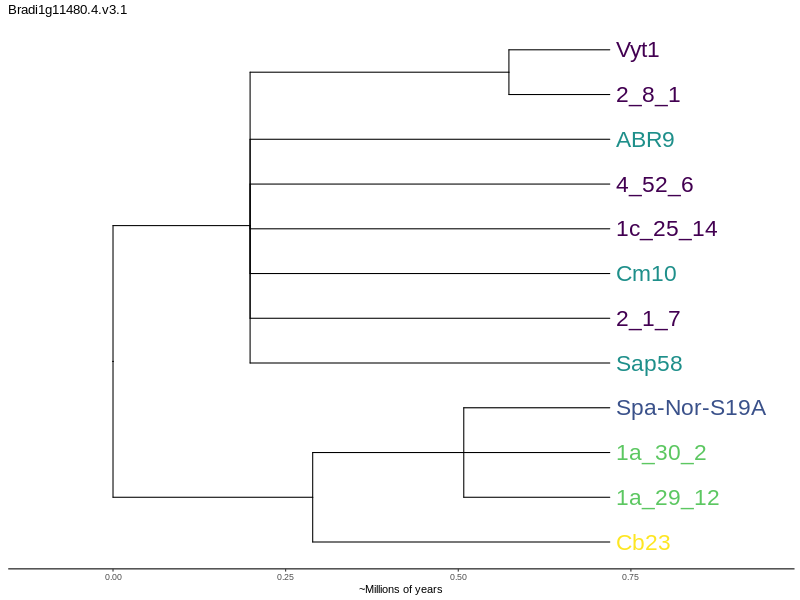 Bradi1g11480.4.v3.1
Vyt1
2_8_1
ABR9
4_52_6
1c_25_14
Cm10
2_1_7
Sap58
Spa-Nor-S19A
1a_30_2
1a_29_12
Cb23
0.00 0.25 0.50 0.75
~Millions of years